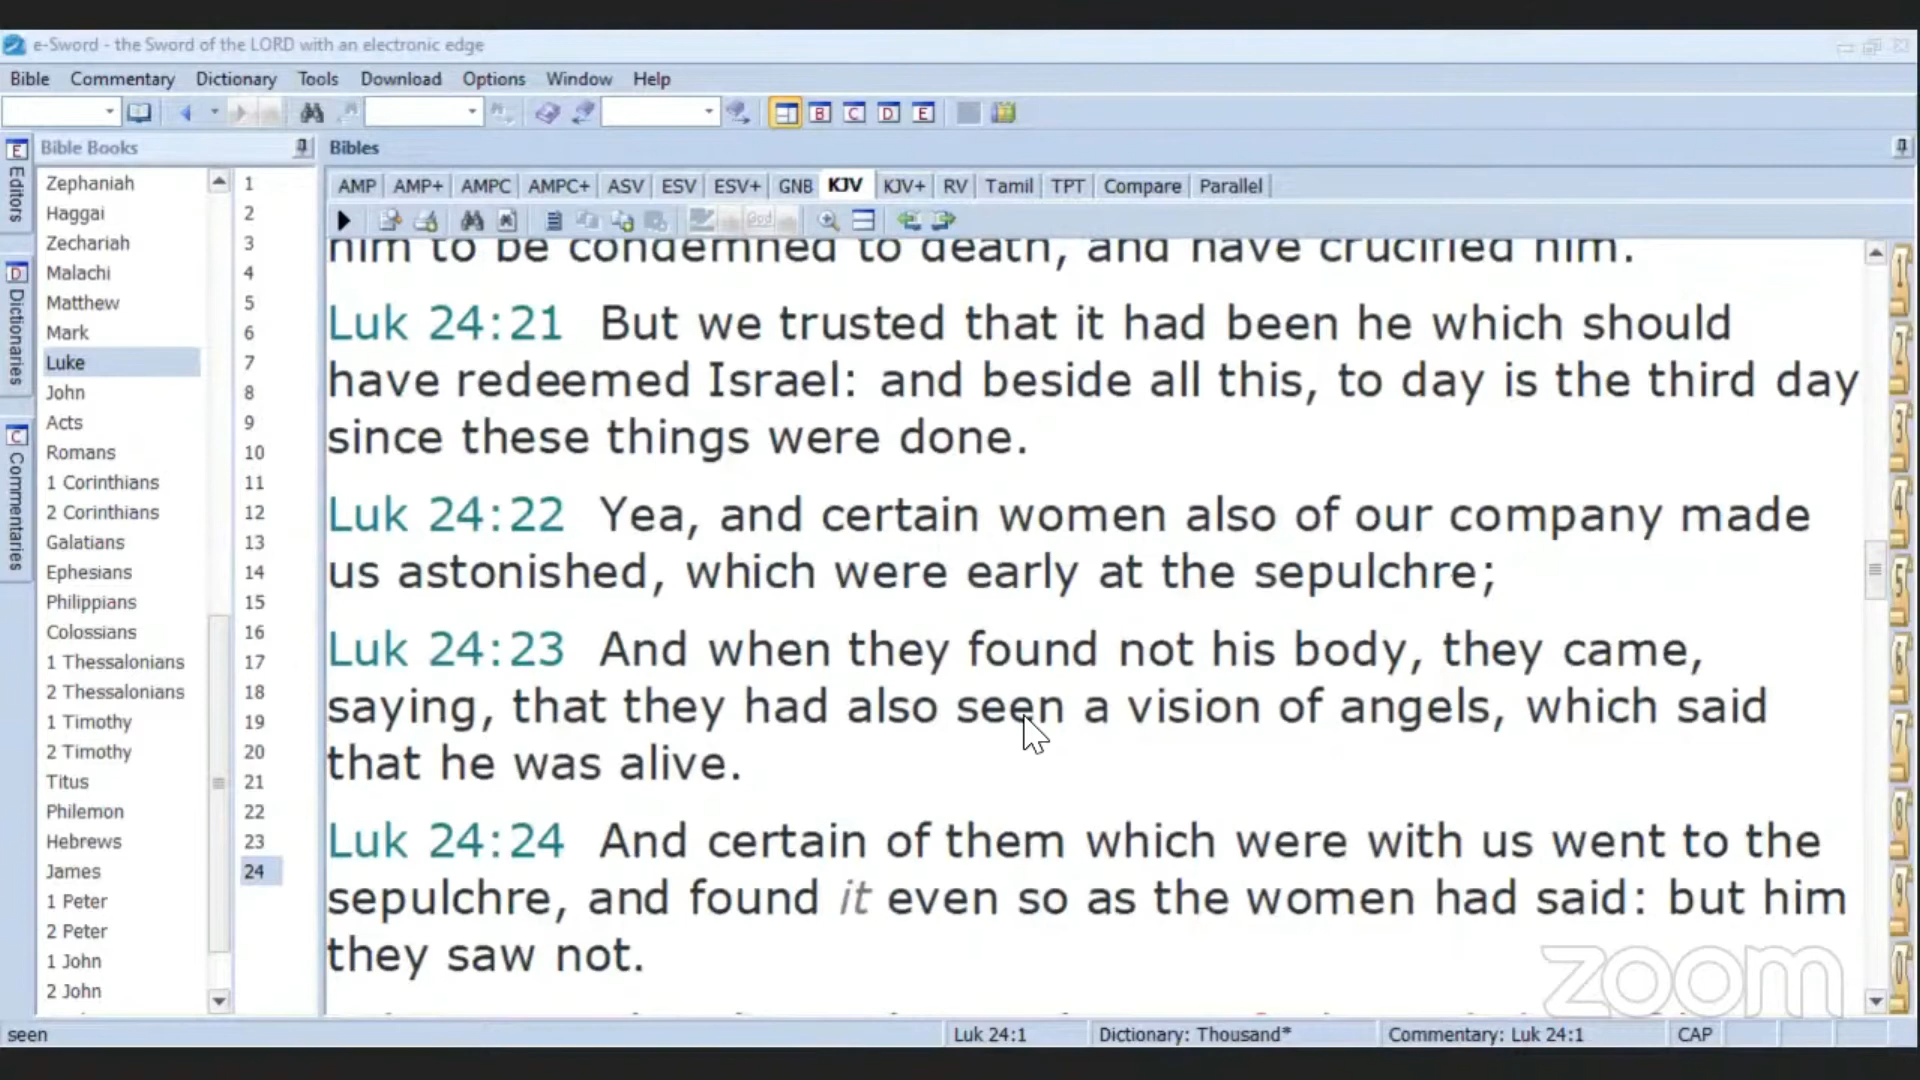 e-Sword - the Sword of the LORD with an electronic edge
Bible Commentary Dictionary Tools Download Options Window Help
B C D E
E Editors
D Dictionaries
C Commentaries
Bible Books
Zephaniah
Haggai
Zechariah
Malachi
Matthew
Mark
Luke
John
Acts
Romans
1 Corinthians
2 Corinthians
Galatians
Ephesians
Philippians
Colossians
1 Thessalonians
2 Thessalonians
1 Timothy
2 Timothy
Titus
Philemon
Hebrews
James
1 Peter
2 Peter
1 John
2 John
1
2
3
4
5
6
7
8
9
10
11
12
13
14
15
16
17
18
19
20
21
22
23
24
Bibles
AMP AMP+ AMPC AMPC+ ASV ESV ESV+ GNB KJV KJV+ RV Tamil TPT Compare Parallel
God
him to be condemned to death, and have crucified him.
Luk 24:21 But we trusted that it had been he which should
have redeemed Israel: and beside all this, to day is the third day
since these things were done.
Luk 24:22 Yea, and certain women also of our company made
us astonished, which were early at the sepulchre;
Luk 24:23 And when they found not his body, they came,
saying, that they had also seen a vision of angels, which said
that he was alive.
Luk 24:24 And certain of them which were with us went to the
sepulchre, and found it even so as the women had said: but him
they saw not.
1
2
3
4
5
6
7
8
9
0
zoom
seen Luk 24:1 Dictionary: Thousand* Commentary: Luk 24:1 CAP